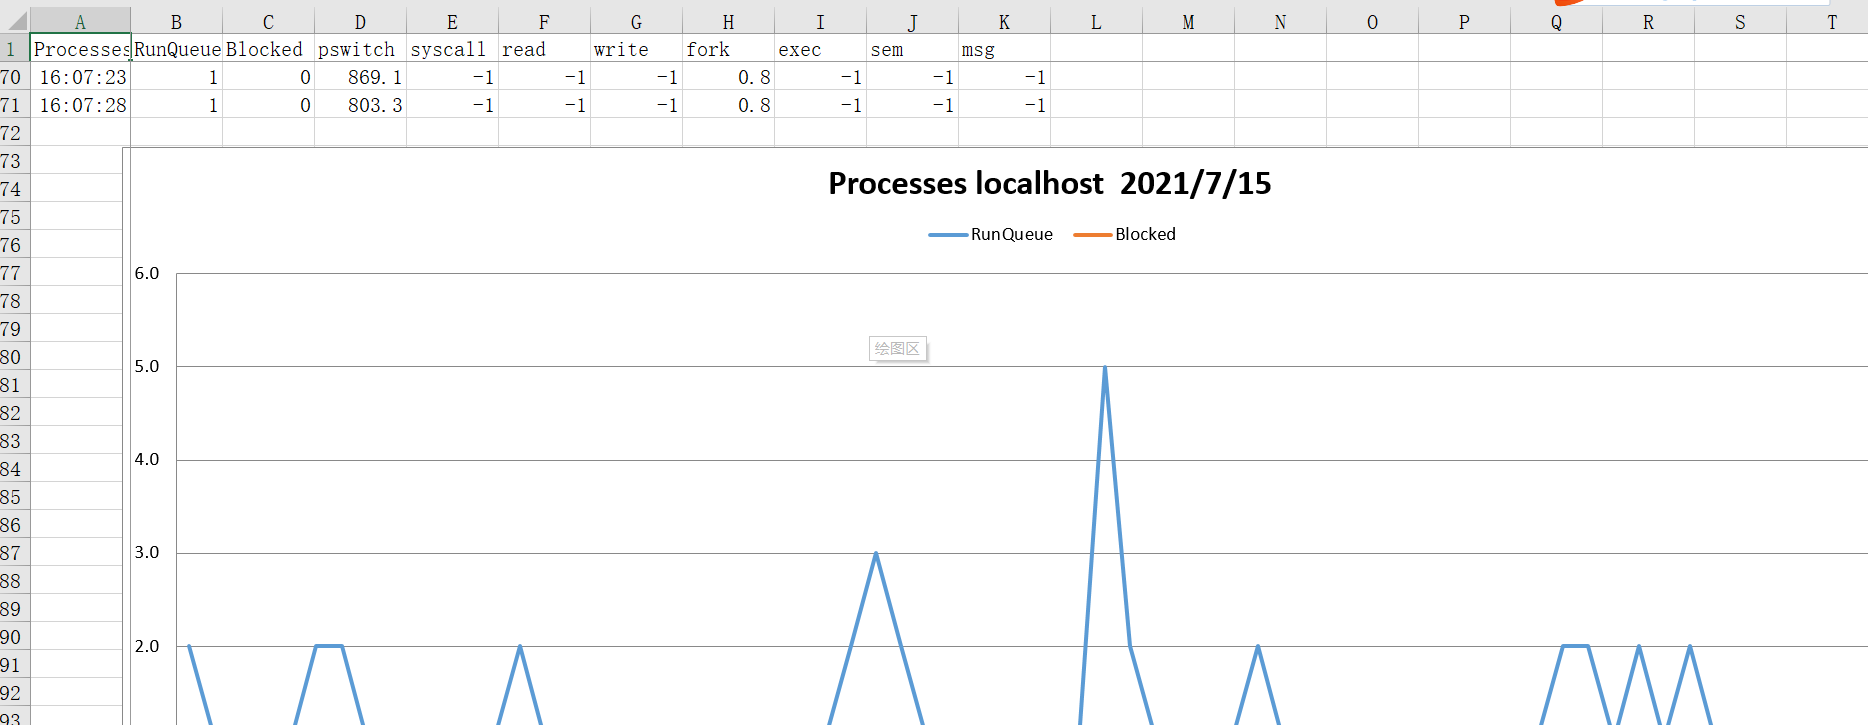 A B C D E F G H I J K L M N O P Q R S T
1 Processes RunQueue Blocked pswitch syscall read write fork exec sem msg
70 16:07:23 1 0 869.1 -1 -1 -1 0.8 -1 -1 -1
71 16:07:28 1 0 803.3 -1 -1 -1 0.8 -1 -1 -1
72
73
74 Processes localhost 2021/7/15
75
76 RunQueue Blocked
77 6.0
78
79
80 绘图区 5.0
81
82
83
84 4.0
85
86
87 3.0
88
89
90 2.0
91
92
93